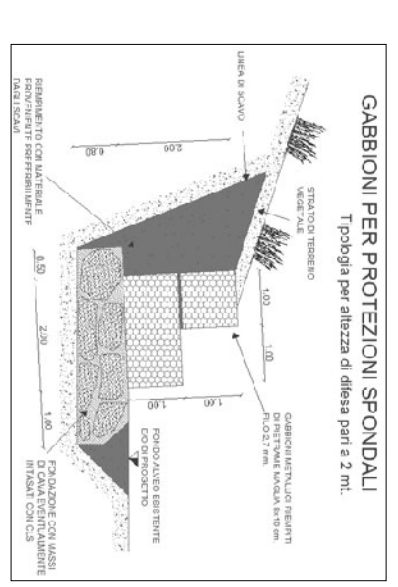 GABBIONI PER PROTEZIONI SPONDALI
Tipologia per altezza di difesa pari a 2 mt.
LINEA DI SCAVO
STRATO DI TERRENO
VEGETALE
1.00
1.00
GABBIONI METALLICI RIEMPITI
DI PIETRAME MAGLIA 8x10 cm.
FILO 2,7 mm.
2.00
0.80
1.00
1.00
FONDO ALVEO ESISTENTE
E/O DI PROGETTO
RIEMPIMENTO CON MATERIALE
PROVENIENTE PREFERIBILMENTE
DAGLI SCAVI
0.50
2.00
1.00
FONDAZIONE CON MASSI
DI CAVA EVENTUALMENTE
INTASATI CON CLS